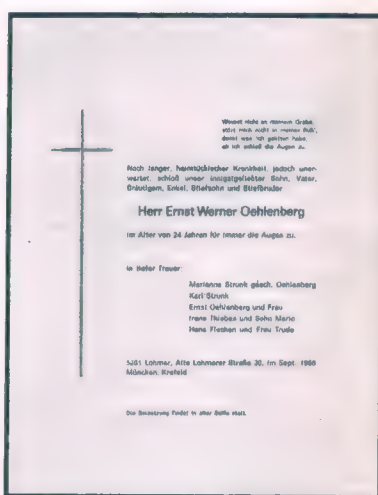 Weinet nicht an meinem Grabe,
stört mich nicht in meiner Ruh',
denkt was ich gelitten habe,
eh ich schloß die Augen zu.
Nach langer, heimtückischer Krankheit, jedoch uner-
wartet, schloß unser innigstgeliebter Sohn, Vater,
Bräutigam, Enkel, Stiefsohn und Stiefbruder
Herr Ernst Werner Oehlenberg
im Alter von 24 Jahren für immer die Augen zu.
In tiefer Trauer:
Marianne Strunk gesch. Oehlenberg
Karl Strunk
Ernst Oehlenberg und Frau
Irene Thiebes und Sohn Mario
Hans Flecken und Frau Trude
Lohmar, Alte Lohmarer Straße 30, im Sept.
München, Krefeld
Die Beisetzung findet in aller Stille statt.